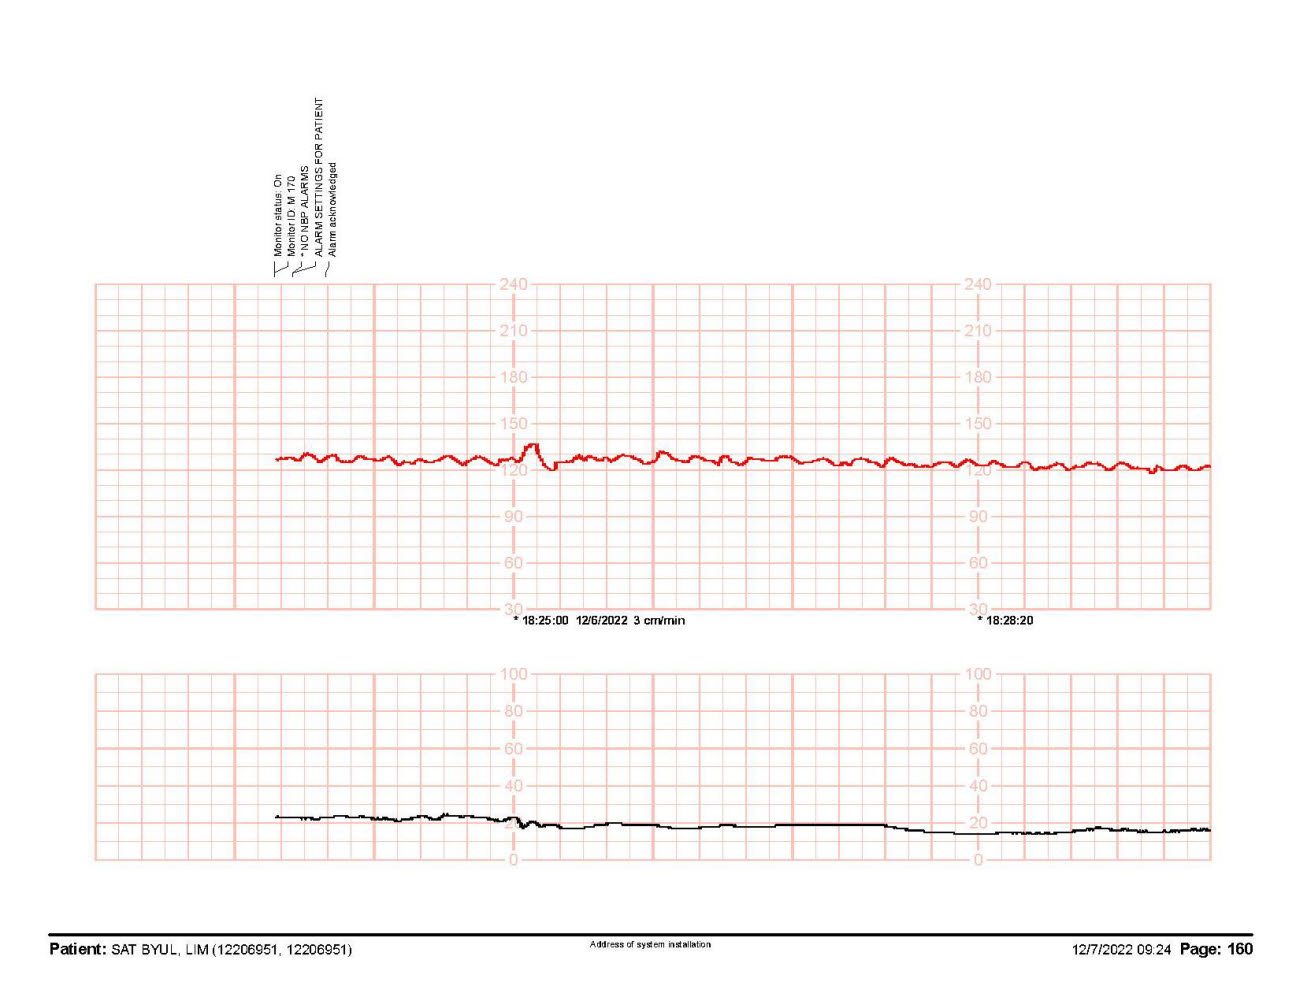 Monitor status: On
Monitor ID: M 170
* NO NBP ALARMS
ALARM SETTINGS FOR PATIENT
Alarm acknowledged
240 240
210 210
180 180
150 150
120 120
90 90
60 60
30 30
* 18:25:00 12/6/2022 3 cm/min * 18:28:20
100 100
80 80
60 60
40 40
20 20
0 0
Patient: SAT BYUL, LIM (12206951, 12206951) Address of system installation 12/7/2022 09:24 Page: 160